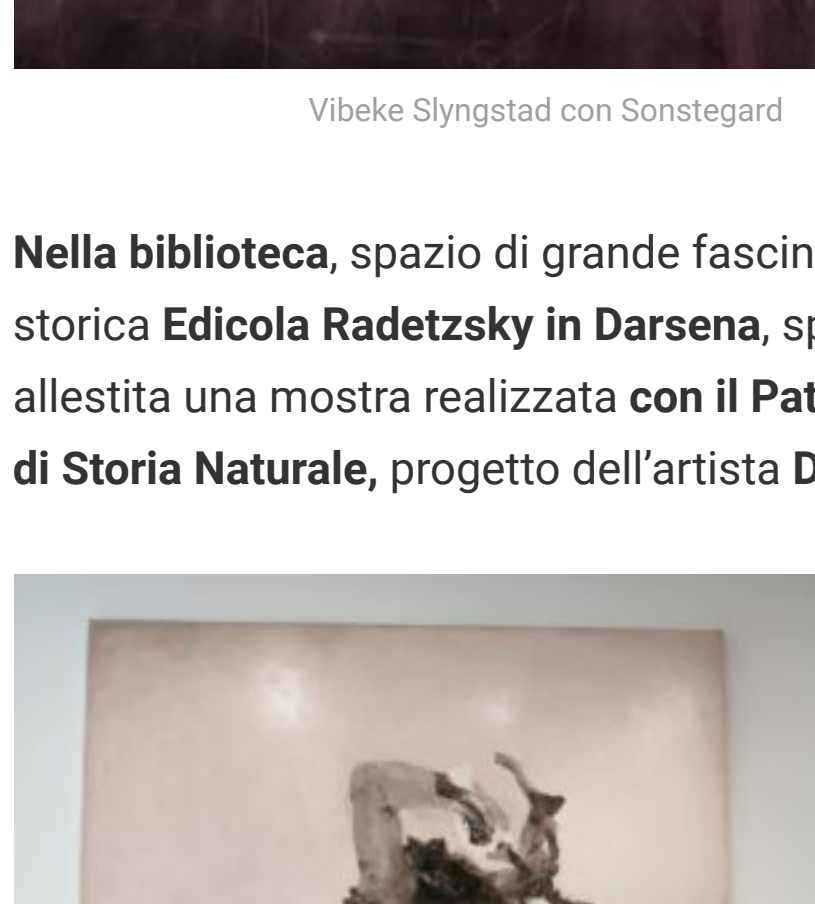 Vibeke Slyngstad con Sonstegard
Nella biblioteca, spazio di grande
storica Edicola Radetzsky in Darsena,
allestita una mostra realizzata con il
di Storia Naturale, progetto dell’artista